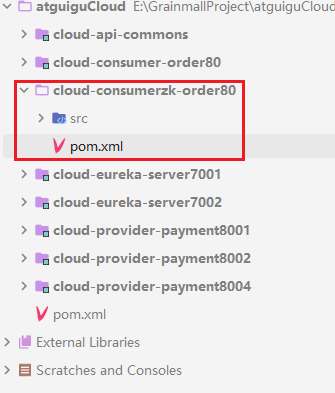 atguiguCloud E:\GrainmallProject\atguiguCloud
cloud-api-commons
cloud-consumer-order80
cloud-consumerzk-order80
src
pom.xml
cloud-eureka-server7001
cloud-eureka-server7002
cloud-provider-payment8001
cloud-provider-payment8002
cloud-provider-payment8004
pom.xml
External Libraries
Scratches and Consoles